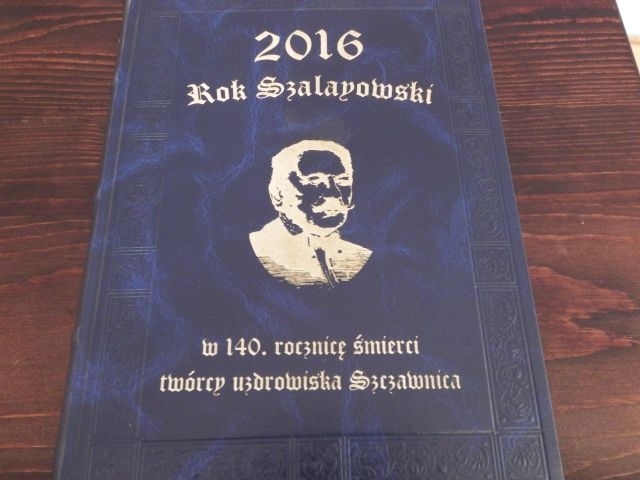 2016
Rok Szalayowski
w 140. rocznicę śmierci
twórcy uzdrowiska Szczawnica